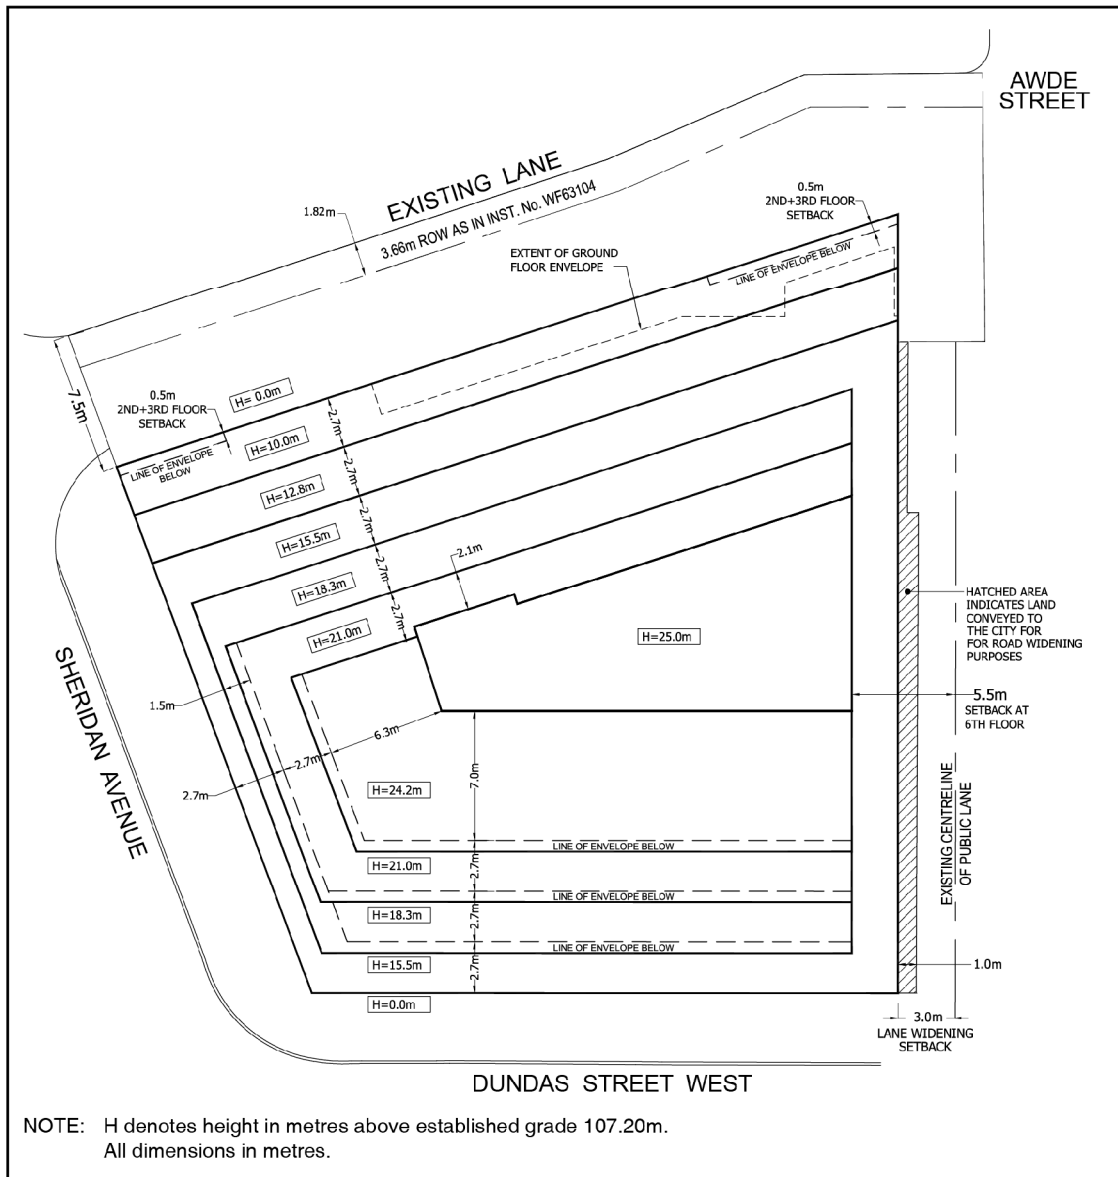 AWDE
STREET
EXISTING LANE
3.66m ROW AS IN INST. No. WF63104
1.82m
0.5m
2ND+3RD FLOOR
SETBACK
LINE OF ENVELOPE BELOW
EXTENT OF GROUND
FLOOR ENVELOPE
7.5m
0.5m
2ND+3RD FLOOR
SETBACK
LINE OF ENVELOPE
BELOW
H= 0.0m
H=10.0m
H=12.8m
H=15.5m
H=18.3m
H=21.0m
2.7m
2.7m
2.7m
2.7m
2.7m
2.1m
H=25.0m
HATCHED AREA
INDICATES LAND
CONVEYED TO
THE CITY FOR
FOR ROAD WIDENING
PURPOSES
5.5m
SETBACK AT
6TH FLOOR
SHERIDAN AVENUE
1.5m
2.7m
2.7m
6.3m
7.0m
H=24.2m
LINE OF ENVELOPE BELOW
H=21.0m
2.7m
LINE OF ENVELOPE BELOW
H=18.3m
2.7m
LINE OF ENVELOPE BELOW
H=15.5m
2.7m
H=0.0m
EXISTING CENTRELINE
OF PUBLIC LANE
1.0m
3.0m
LANE WIDENING
SETBACK
DUNDAS STREET WEST
NOTE: H denotes height in metres above established grade 107.20m.
All dimensions in metres.